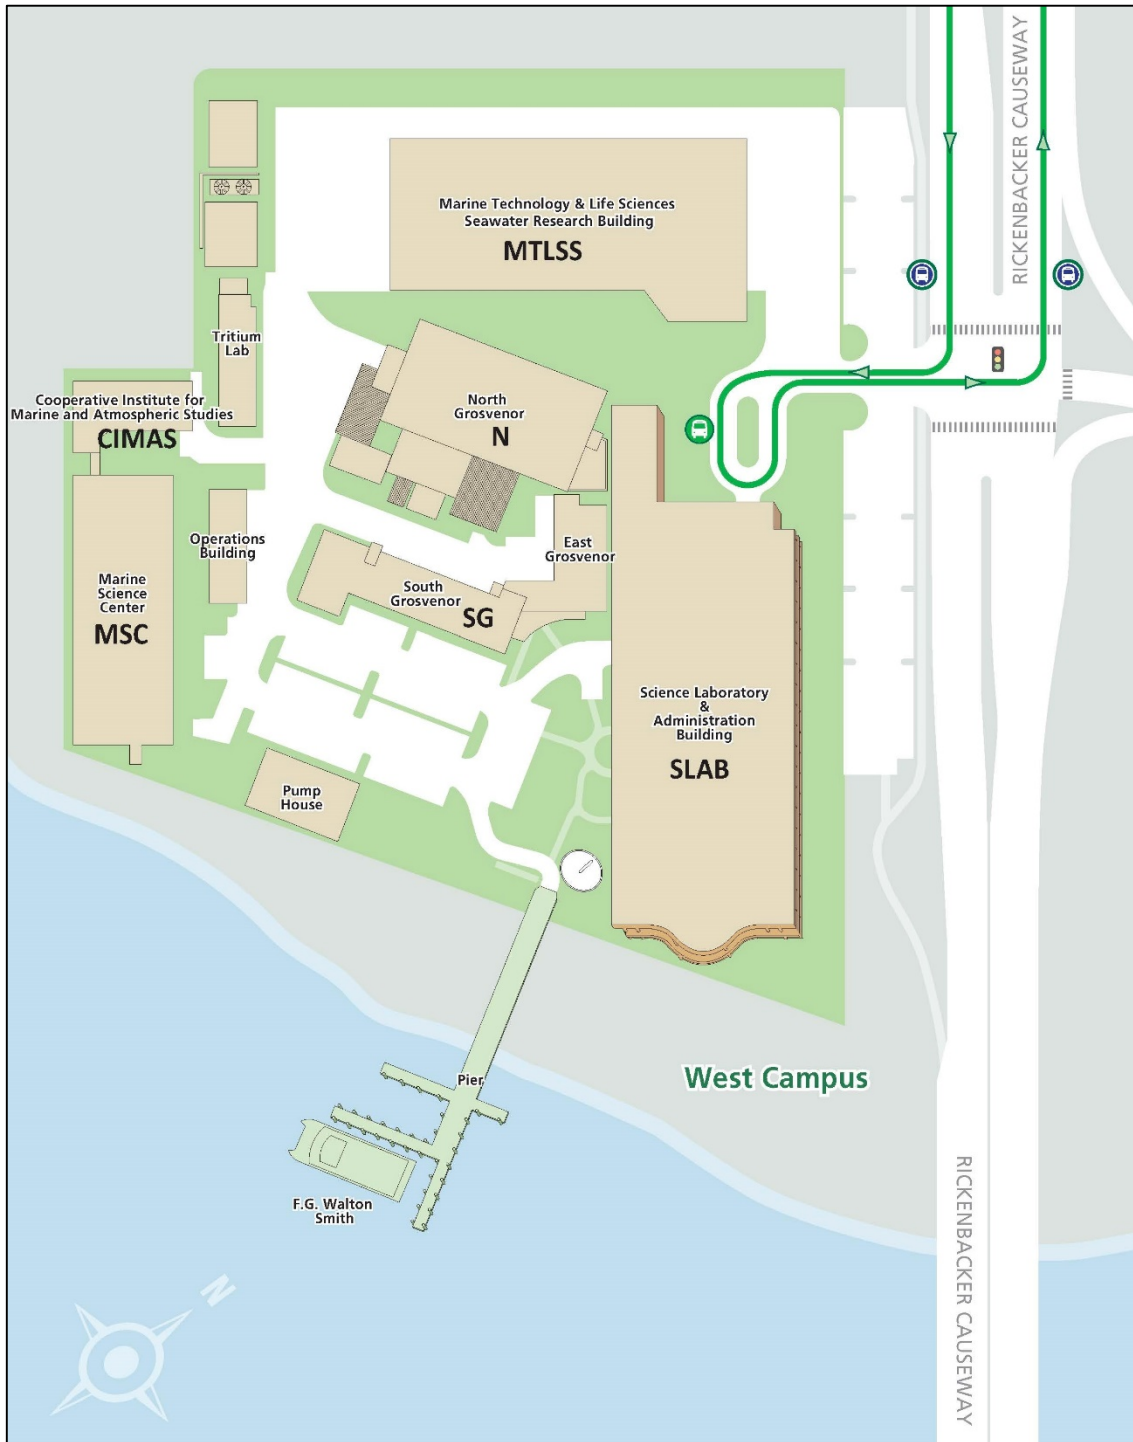 RICKENBACKER CAUSEWAY
RICKENBACKER CAUSEWAY
Marine Technology & Life Sciences
Seawater Research Building
MTLSS
Tritium
Lab
Cooperative Institute for
Marine and Atmospheric Studies
CIMAS
North
Grosvenor
N
Operations
Building
East
Grosvenor
Marine
Science
Center
MSC
South
Grosvenor
SG
Science Laboratory
&
Administration
Building
SLAB
Pump
House
Pier
West Campus
F.G. Walton
Smith
N